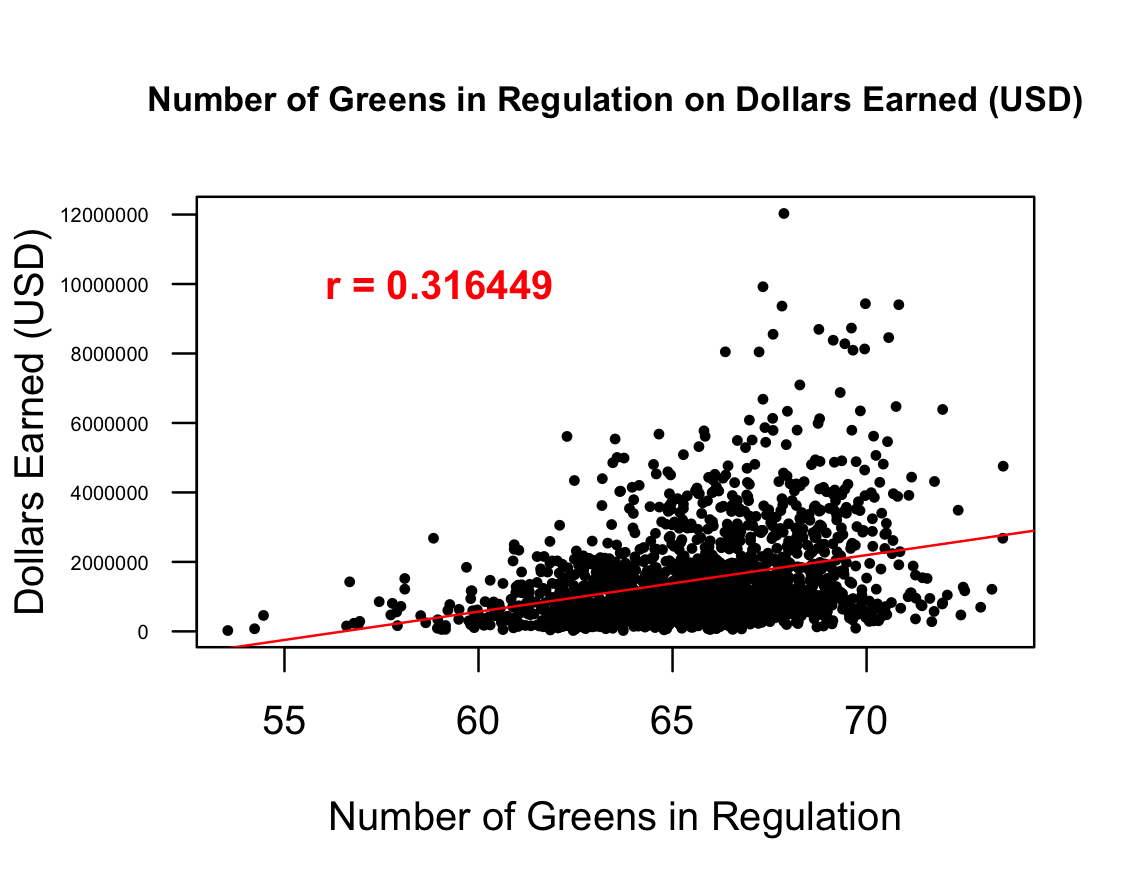 Number of Greens in Regulation on Dollars Earned (USD)
Dollars Earned (USD)
12000000
10000000
8000000
6000000
4000000
2000000
0
r = 0.316449
55 60 65 70
Number of Greens in Regulation